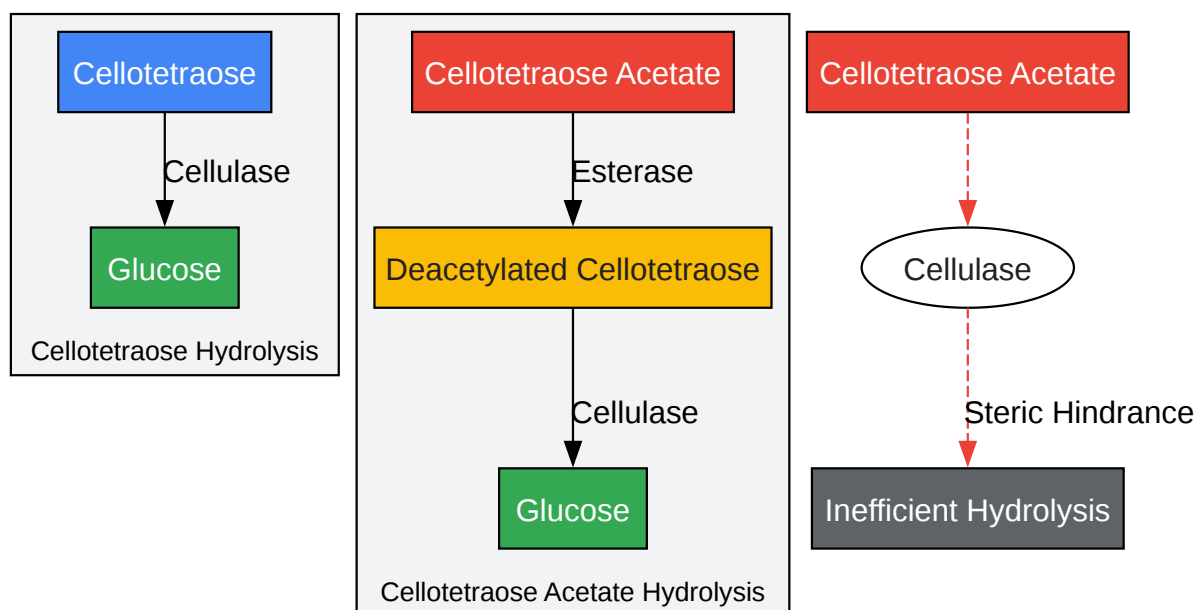 Cellotetraose
Cellulase
Glucose
Cellotetraose Hydrolysis
Cellotetraose Acetate
Esterase
Deacetylated Cellotetraose
Cellulase
Glucose
Cellotetraose Acetate Hydrolysis
Cellotetraose Acetate
Cellulase
Steric Hindrance
Inefficient Hydrolysis